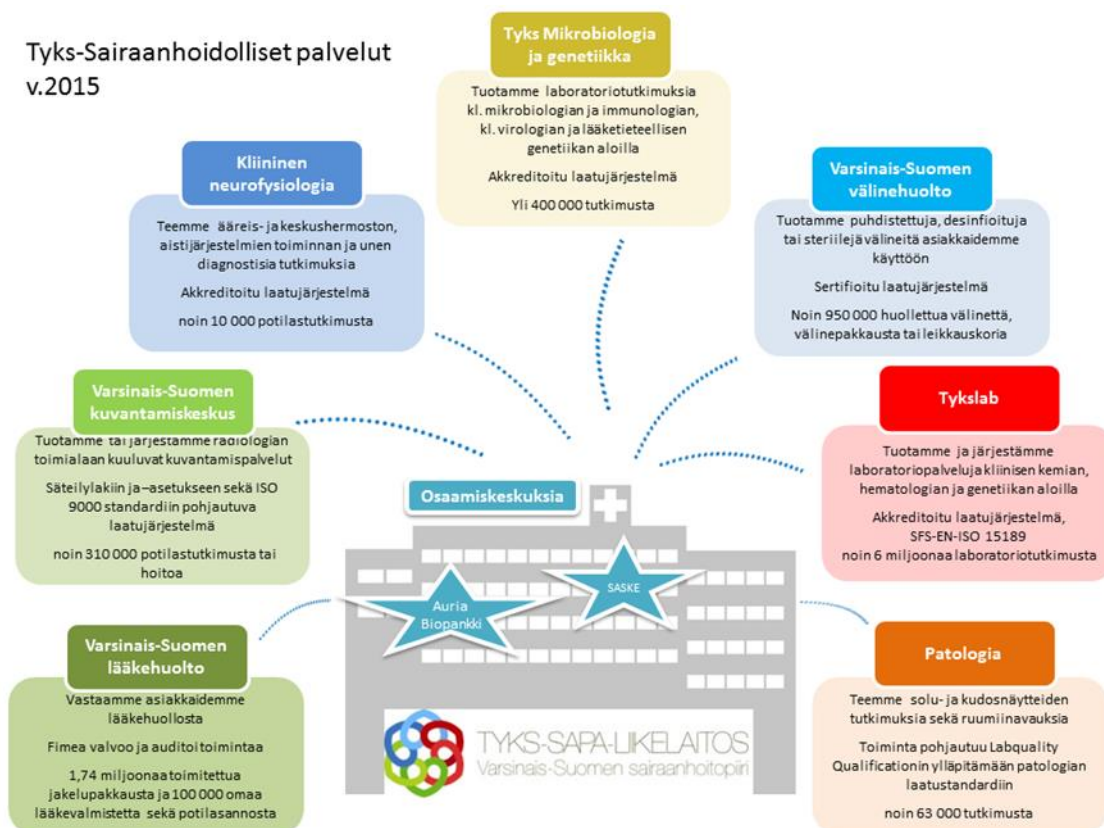 Tyks-Sairaanhoidolliset palvelut
v.2015
Tyks Mikrobiologia
ja genetiikka
Tuotamme laboratoriotutkimuksia
kl. mikrobiologian ja immunologian,
kl. virologian ja lääketieteellisen
genetiikan aloilla
Akkreditoitu laatujärjestelmä
Yli 400 000 tutkimusta
Kliininen
neurofysiologia
Teemme ääreis- ja keskushermoston,
aistijärjestelmien toiminnan ja unen
diagnostisia tutkimuksia
Akkreditoitu laatujärjestelmä
noin 10 000 potilastutkimusta
Varsinais-Suomen
välinehuolto
Tuotamme puhdistettuja, desinfioituja
tai steriilejä välineitä asiakkaidemme
käyttöön
Sertifioitu laatujärjestelmä
Noin 950 000 huollettua välinettä,
välinepakkausta tai leikkauskoria
Varsinais-Suomen
kuvantamiskeskus
Tuotamme tai järjestämme radiologian
toimialaan kuuluvat kuvantamispalvelut
Säteilylakiin ja –asetukseen sekä ISO
9000 standardiin pohjautuva
laatujärjestelmä
noin 310 000 potilastutkimusta tai
hoitoa
Tykslab
Tuotamme ja järjestämme
laboratoriopalveluja kliinisen kemian,
hematologian ja genetiikan aloilla
Akkreditoitu laatujärjestelmä,
SFS-EN-ISO 15189
noin 6 miljoonaa laboratoriotutkimusta
Osaamiskeskuksia
Auria
Biopankki
SASKE
Varsinais-Suomen
lääkehuolto
Vastaamme asiakkaidemme
lääkehuollosta
Fimea valvoo ja auditoi toimintaa
1,74 miljoonaa toimitettua
jakelupakkausta ja 100 000 omaa
lääkevalmistetta sekä potilasannosta
Patologia
Teemme solu- ja kudosnäytteiden
tutkimuksia sekä ruumiinavauksia
Toiminta pohjautuu Labquality
Qualificationin ylläpitämään patologian
laatustandardiin
noin 63 000 tutkimusta
TYKS-SAPA-LIIKELAITOS
Varsinais-Suomen sairaanhoitopiiri